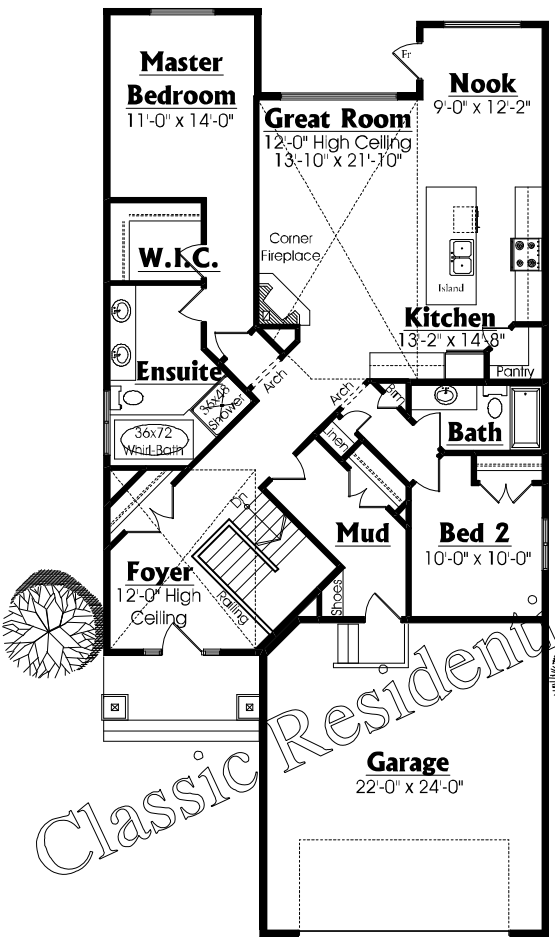 Master
Bedroom
11'-0" x 14'-0"
Fr
Nook
9'-0" x 12'-2"
Great Room
12'-0" High Ceiling
13'-10" x 21'-10"
W.I.C.
Corner
Fireplace
Island
Kitchen
13'-2" x 14'-8"
Pantry
Ensuite
36x48
Shower
Arch
Arch
Brm
Linen
Bath
36x72
Whirl-Bath
Dn
Mud
Bed 2
10'-0" x 10'-0"
Foyer
12'-0" High
Ceiling
Railing
Shoes
Classic Residenti
Garage
22'-0" x 24'-0"